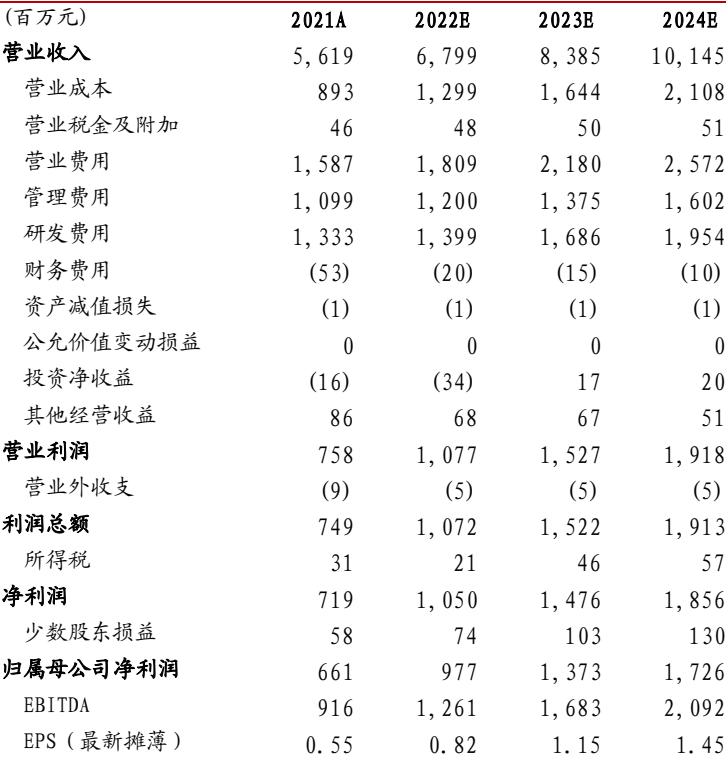 (百万元) 2021A 2022E 2023E 2024E
营业收入 5,619 6,799 8,385 10,145
营业成本 893 1,299 1,644 2,108
营业税金及附加 46 48 50 51
营业费用 1,587 1,809 2,180 2,572
管理费用 1,099 1,200 1,375 1,602
研发费用 1,333 1,399 1,686 1,954
财务费用 (53) (20) (15) (10)
资产减值损失 (1) (1) (1) (1)
公允价值变动损益 0 0 0 0
投资净收益 (16) (34) 17 20
其他经营收益 86 68 67 51
营业利润 758 1,077 1,527 1,918
营业外收支 (9) (5) (5) (5)
利润总额 749 1,072 1,522 1,913
所得税 31 21 46 57
净利润 719 1,050 1,476 1,856
少数股东损益 58 74 103 130
归属母公司净利润 661 977 1,373 1,726
EBITDA 916 1,261 1,683 2,092
EPS（最新摊薄） 0.55 0.82 1.15 1.45